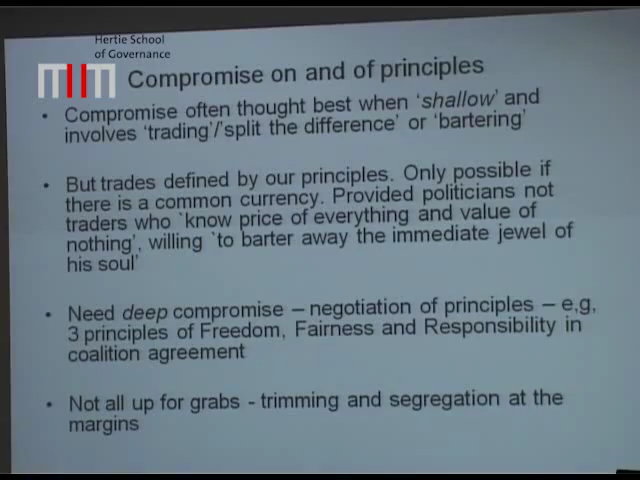 Hertie School
of Governance
Compromise on and of principles
• Compromise often thought best when ‘shallow’ and
involves ‘trading’/’split the difference’ or ‘bartering’
• But trades defined by our principles. Only possible if
there is a common currency. Provided politicians not
traders who `know price of everything and value of
nothing’, willing `to barter away the immediate jewel of
his soul’
• Need deep compromise – negotiation of principles – e,g,
3 principles of Freedom, Fairness and Responsibility in
coalition agreement
• Not all up for grabs - trimming and segregation at the
margins